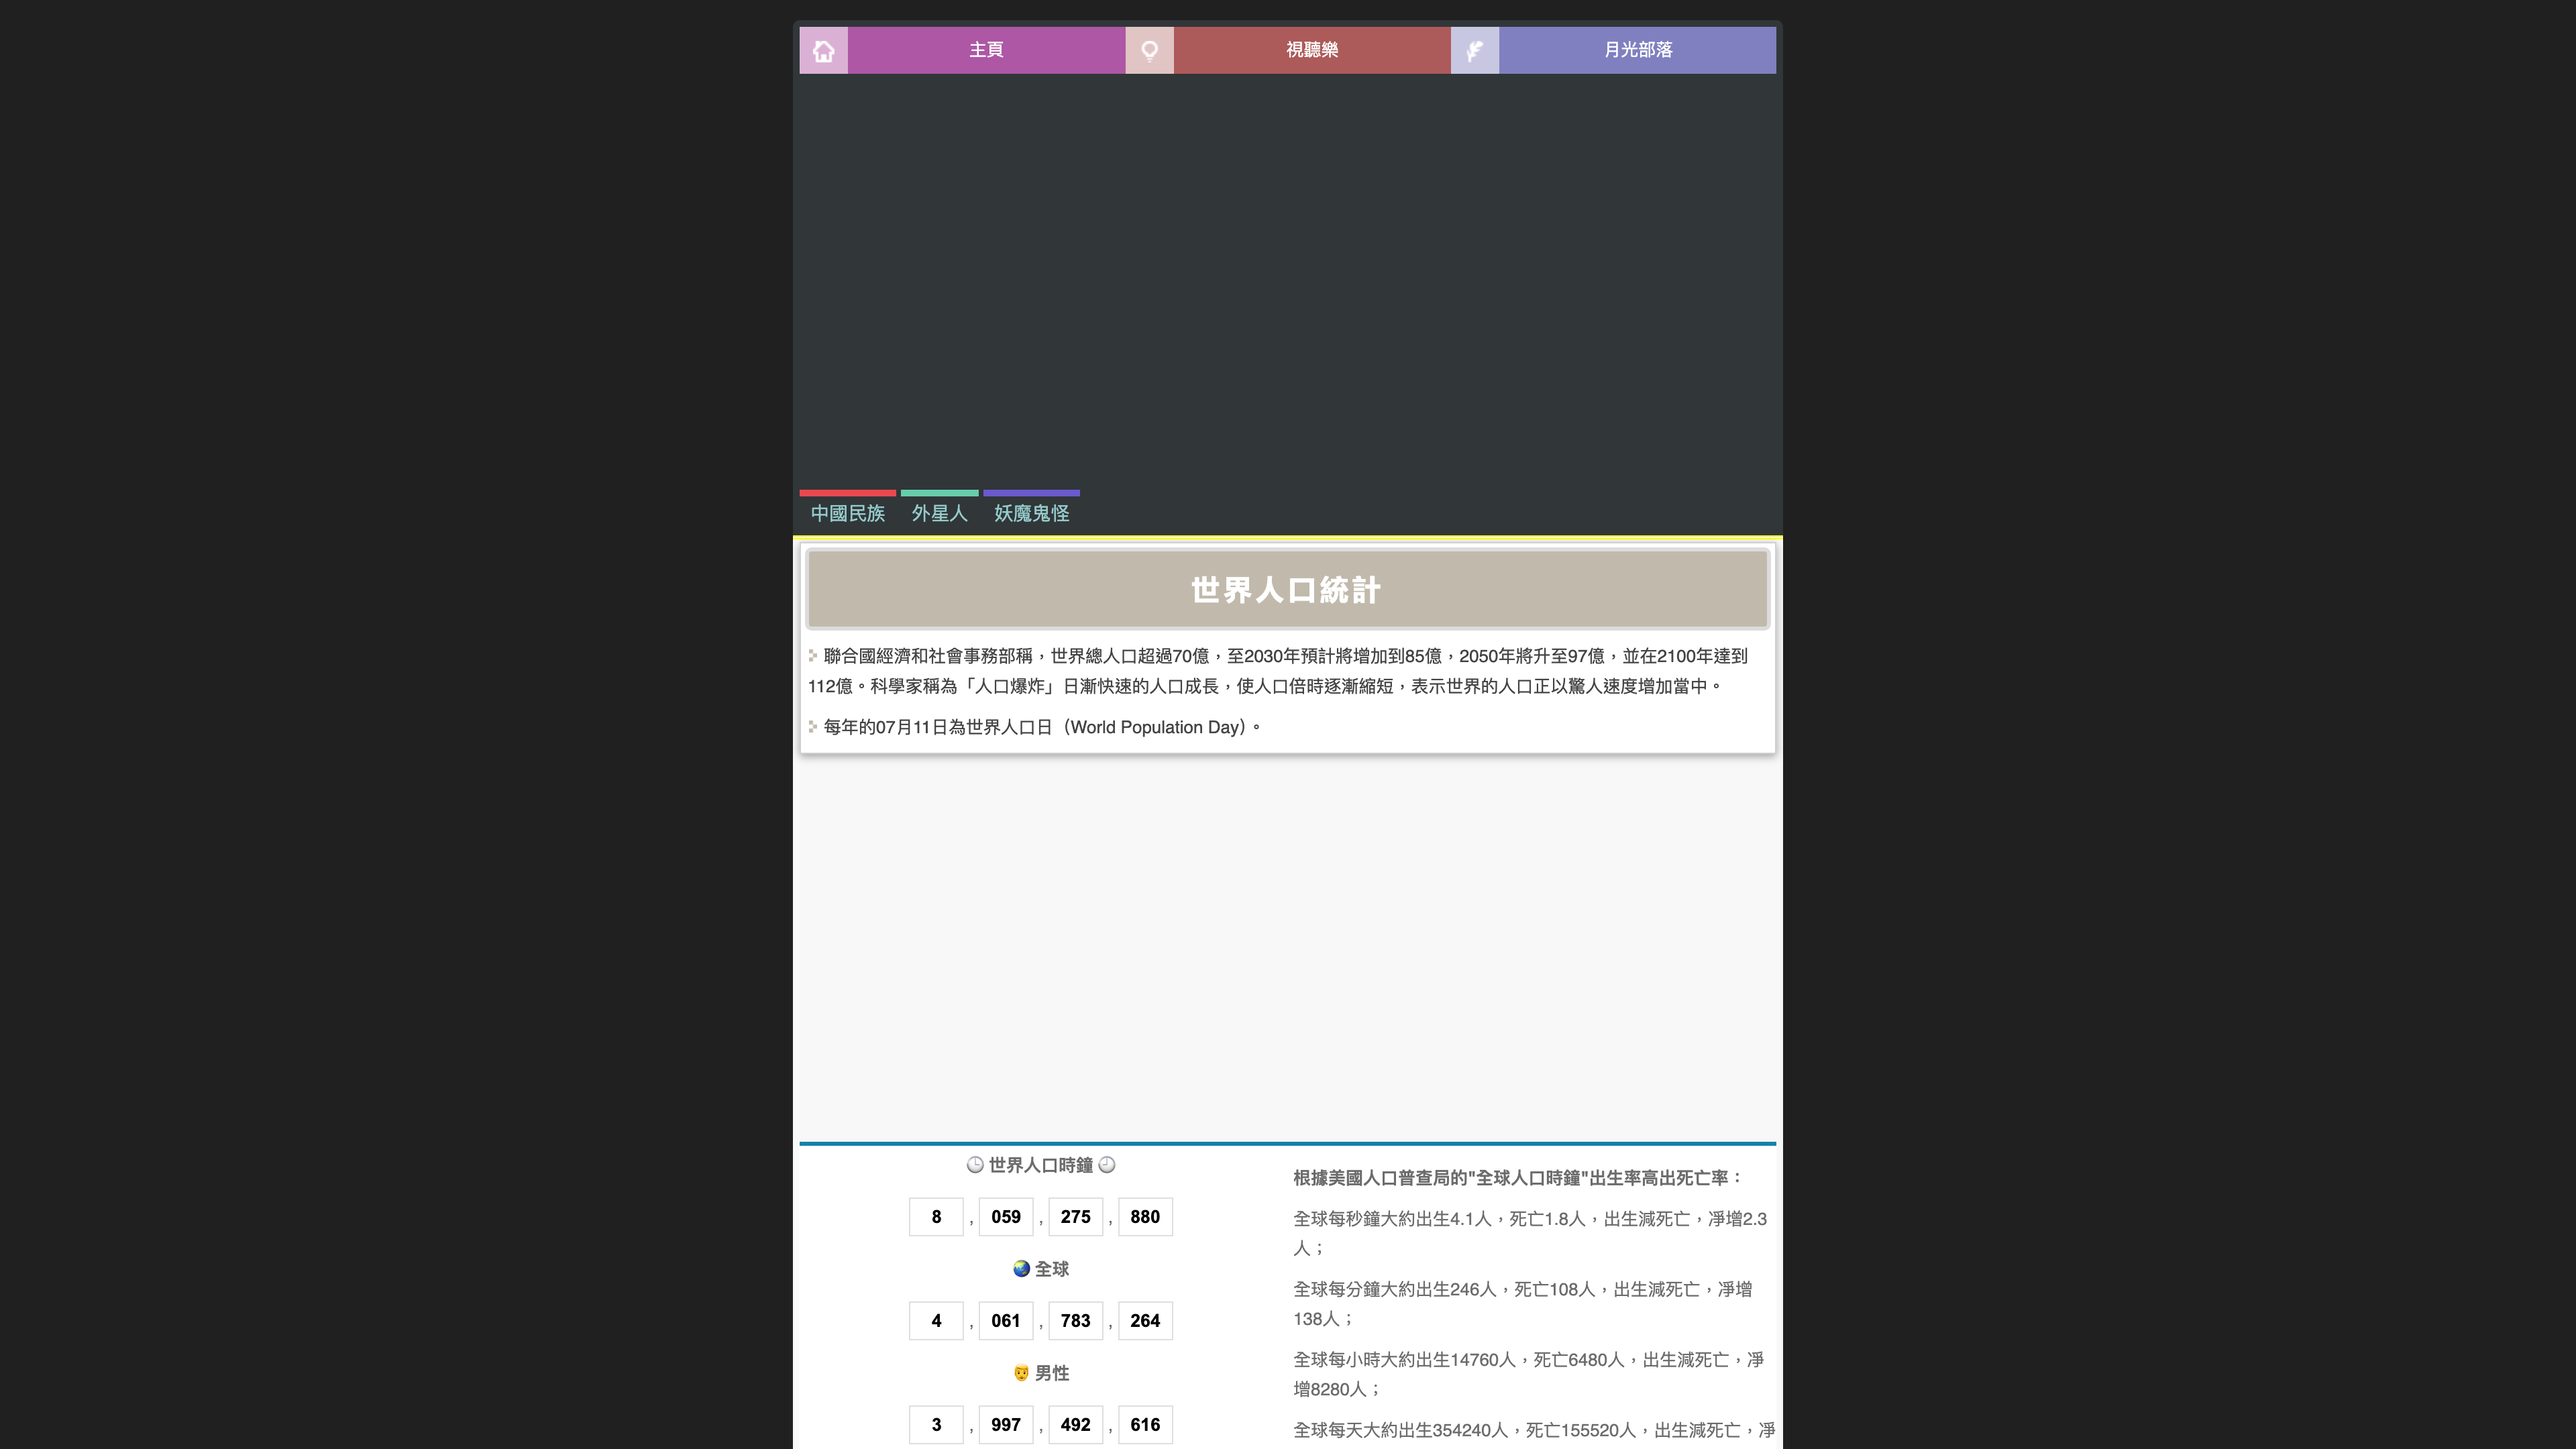 主頁
視聽樂
月光部落
中國民族
外星人
妖魔鬼怪
世界人口統計
聯合國經濟和社會事務部稱，世界總人口超過70億，至2030年預計將增加到85億，2050年將升至97億，並在2100年達到
112億。科學家稱為「人口爆炸」日漸快速的人口成長，使人口倍時逐漸縮短，表示世界的人口正以驚人速度增加當中。
每年的07月11日為世界人口日（World Population Day）。
世界人口時鐘
8 , 059 , 275 , 880
全球
4 , 061 , 783 , 264
男性
3 , 997 , 492 , 616
根據美國人口普查局的"全球人口時鐘"出生率高出死亡率：
全球每秒鐘大約出生4.1人，死亡1.8人，出生減死亡，凈增2.3
人；
全球每分鐘大約出生246人，死亡108人，出生減死亡，凈增
138人；
全球每小時大約出生14760人，死亡6480人，出生減死亡，凈
增8280人；
全球每天大約出生354240人，死亡155520人，出生減死亡，凈